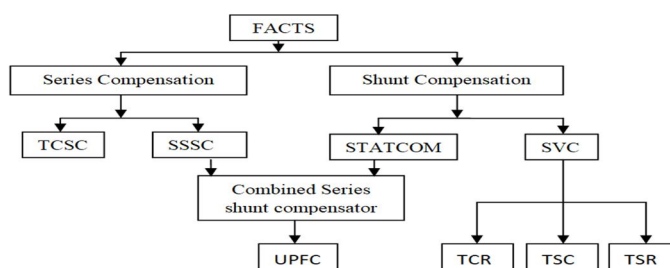 FACTS
Series Compensation
Shunt Compensation
TCSC
SSSC
STATCOM
SVC
Combined Series
shunt compensator
UPFC
TCR
TSC
TSR